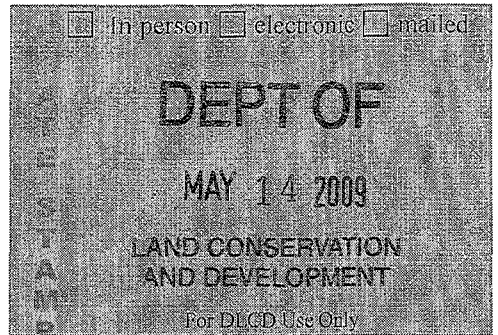 In person electronic mailed
DEPT OF
MAY 14 2009
LAND CONSERVATION
AND DEVELOPMENT
For DLCD Use Only